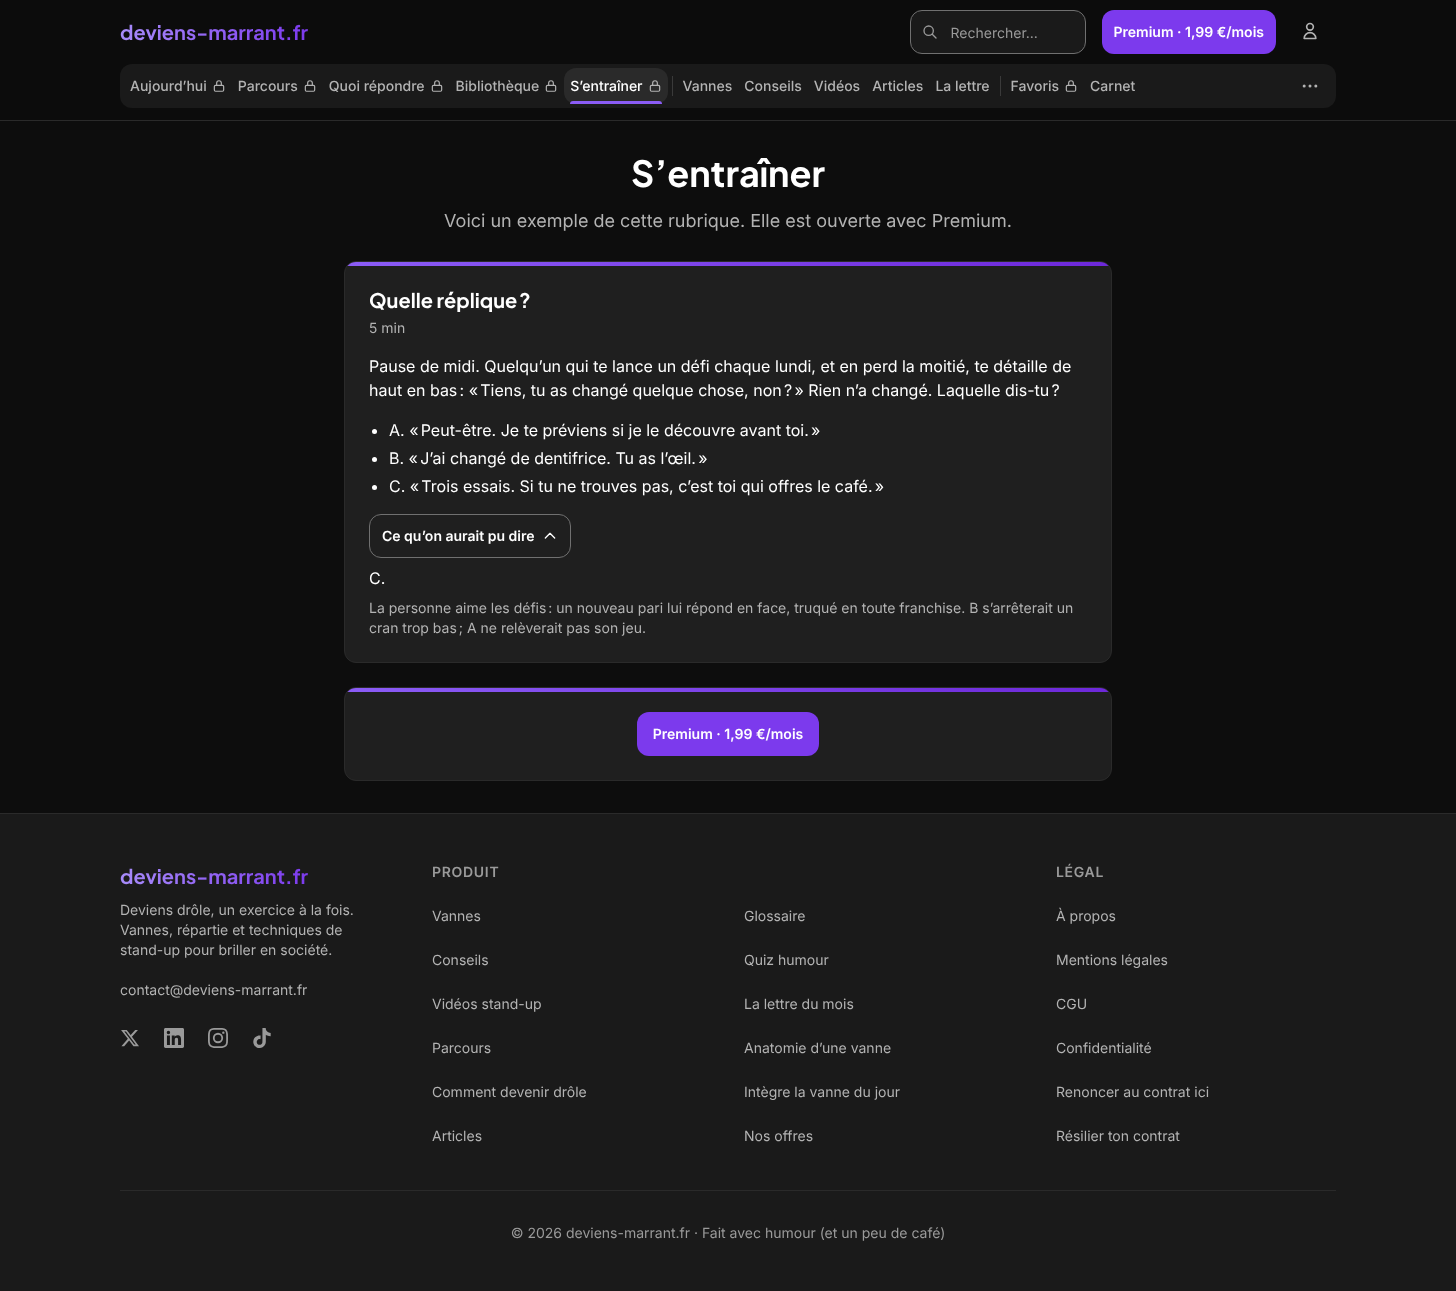 deviens-marrant.fr
Rechercher...
Premium · 1,99 €/mois
Aujourd’hui
Parcours
Quoi répondre
Bibliothèque
S’entraîner
Vannes
Conseils
Vidéos
Articles
La lettre
Favoris
Carnet
S’entraîner
Voici un exemple de cette rubrique. Elle est ouverte avec Premium.
Quelle réplique ?
5 min
Pause de midi. Quelqu’un qui te lance un défi chaque lundi, et en perd la moitié, te détaille de
haut en bas : « Tiens, tu as changé quelque chose, non ? » Rien n’a changé. Laquelle dis-tu ?
• A. « Peut-être. Je te préviens si je le découvre avant toi. »
• B. « J’ai changé de dentifrice. Tu as l’œil. »
• C. « Trois essais. Si tu ne trouves pas, c’est toi qui offres le café. »
Ce qu’on aurait pu dire
C.
La personne aime les défis : un nouveau pari lui répond en face, truqué en toute franchise. B s’arrêterait un
cran trop bas ; A ne relèverait pas son jeu.
Premium · 1,99 €/mois
deviens-marrant.fr
Deviens drôle, un exercice à la fois.
Vannes, répartie et techniques de
stand-up pour briller en société.
contact@deviens-marrant.fr
PRODUIT
Vannes
Conseils
Vidéos stand-up
Parcours
Comment devenir drôle
Articles
Glossaire
Quiz humour
La lettre du mois
Anatomie d’une vanne
Intègre la vanne du jour
Nos offres
LÉGAL
À propos
Mentions légales
CGU
Confidentialité
Renoncer au contrat ici
Résilier ton contrat
© 2026 deviens-marrant.fr · Fait avec humour (et un peu de café)